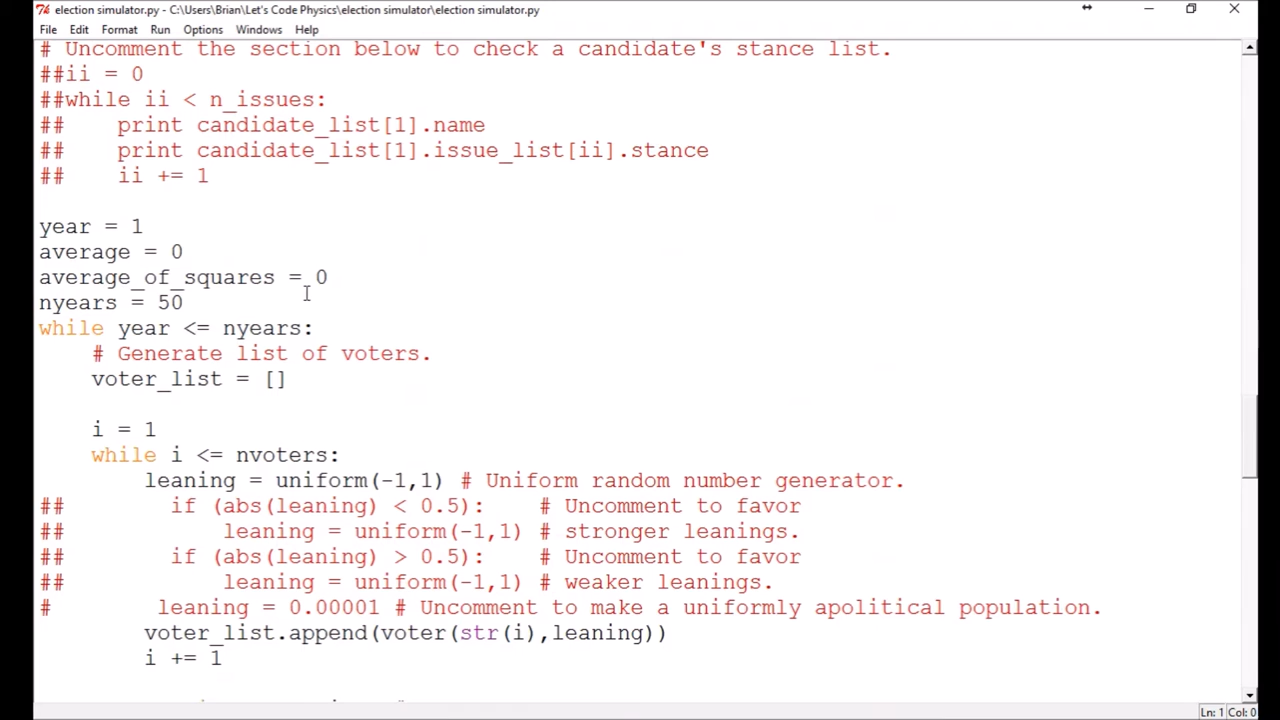 election simulator.py - C:\Users\Brian\Let's Code Physics\election simulator\election simulator.py
File Edit Format Run Options Windows Help
# Uncomment the section below to check a candidate's stance list.
##ii = 0
##while ii < n_issues:
##    print candidate_list[1].name
##    print candidate_list[1].issue_list[ii].stance
##    ii += 1
year = 1
average = 0
average_of_squares = 0
nyears = 50
while year <= nyears:
    # Generate list of voters.
    voter_list = []
    i = 1
    while i <= nvoters:
        leaning = uniform(-1,1) # Uniform random number generator.
##        if (abs(leaning) < 0.5):    # Uncomment to favor
##            leaning = uniform(-1,1) # stronger leanings.
##        if (abs(leaning) > 0.5):    # Uncomment to favor
##            leaning = uniform(-1,1) # weaker leanings.
#        leaning = 0.00001 # Uncomment to make a uniformly apolitical population.
        voter_list.append(voter(str(i),leaning))
        i += 1
Ln: 1 Col: 0